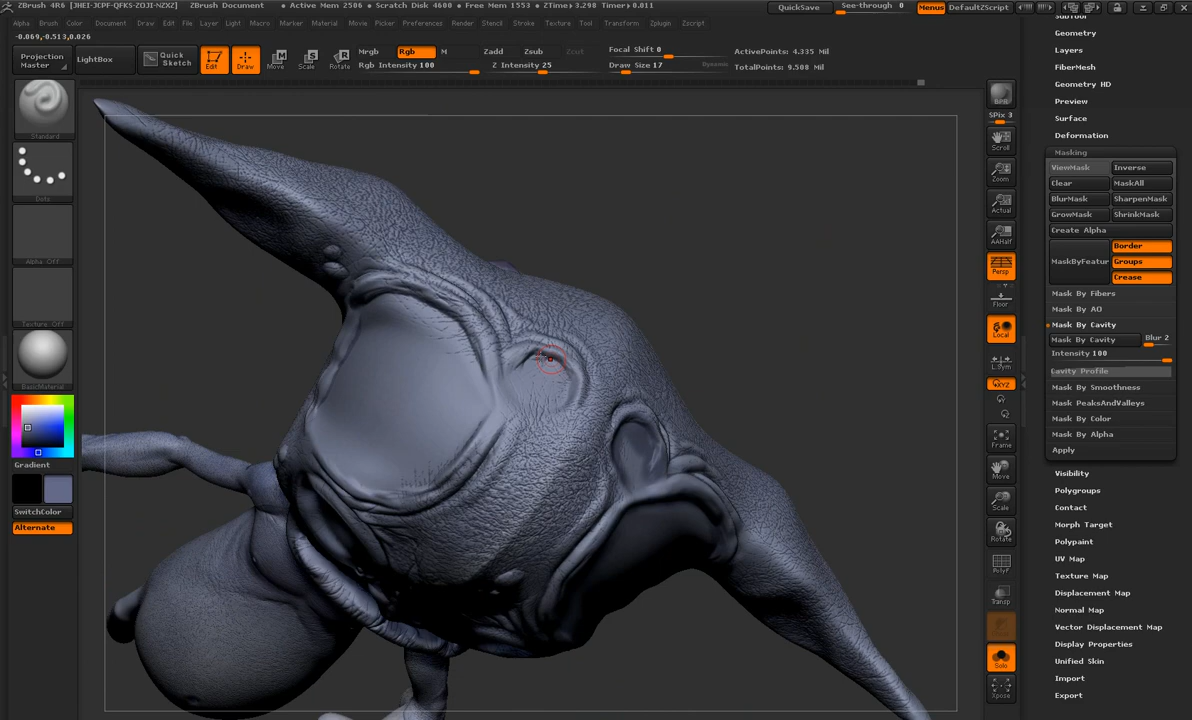 ZBrush 4R6 [JHEI-JCPF-QFKS-ZOJI-NZXZ] ZBrush Document • Active Mem 2506 • Scratch Disk 4600 • Free Mem 1553 • ZTime▸3.298 Timer▸0.011
QuickSave See-through 0 Menus DefaultZScript
Alpha Brush Color Document Draw Edit File Layer Light Macro Marker Material Movie Picker Preferences Render Stencil Stroke Texture Tool Transform Zplugin Zscript
-0.069,-0.513,0.026
Projection Master
LightBox
Quick Sketch
Edit
Draw
Move
Scale
Rotate
Mrgb Rgb M
Rgb Intensity 100
Zadd Zsub Zcut
Z Intensity 25
Focal Shift 0
Draw Size 17 Dynamic
ActivePoints: 4.335 Mil
TotalPoints: 9.508 Mil
Standard
Dots
Alpha Off
Texture Off
BasicMaterial
Gradient
SwitchColor
Alternate
BPR
SPix 3
Scroll
Zoom
Actual
AAHalf
Persp
Floor
Local
L.Sym
XYZ
Frame
Move
Scale
Rotate
PolyF
Transp
Solo
Xpose
SubTool
Geometry
Layers
FiberMesh
Geometry HD
Preview
Surface
Deformation
Masking
ViewMask Inverse
Clear MaskAll
BlurMask SharpenMask
GrowMask ShrinkMask
Create Alpha
MaskByFeatur
Border
Groups
Crease
Mask By Fibers
Mask By AO
Mask By Cavity
Mask By Cavity Blur 2
Intensity 100
Cavity Profile
Mask By Smoothness
Mask PeaksAndValleys
Mask By Color
Mask By Alpha
Apply
Visibility
Polygroups
Contact
Morph Target
Polypaint
UV Map
Texture Map
Displacement Map
Normal Map
Vector Displacement Map
Display Properties
Unified Skin
Import
Export